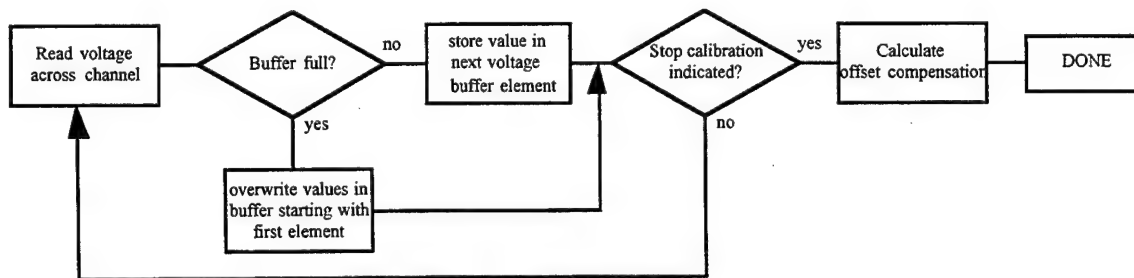 Read voltage
across channel
Buffer full?
no
yes
store value in
next voltage
buffer element
overwrite values in
buffer starting with
first element
Stop calibration
indicated?
yes
no
Calculate
offset compensation
DONE